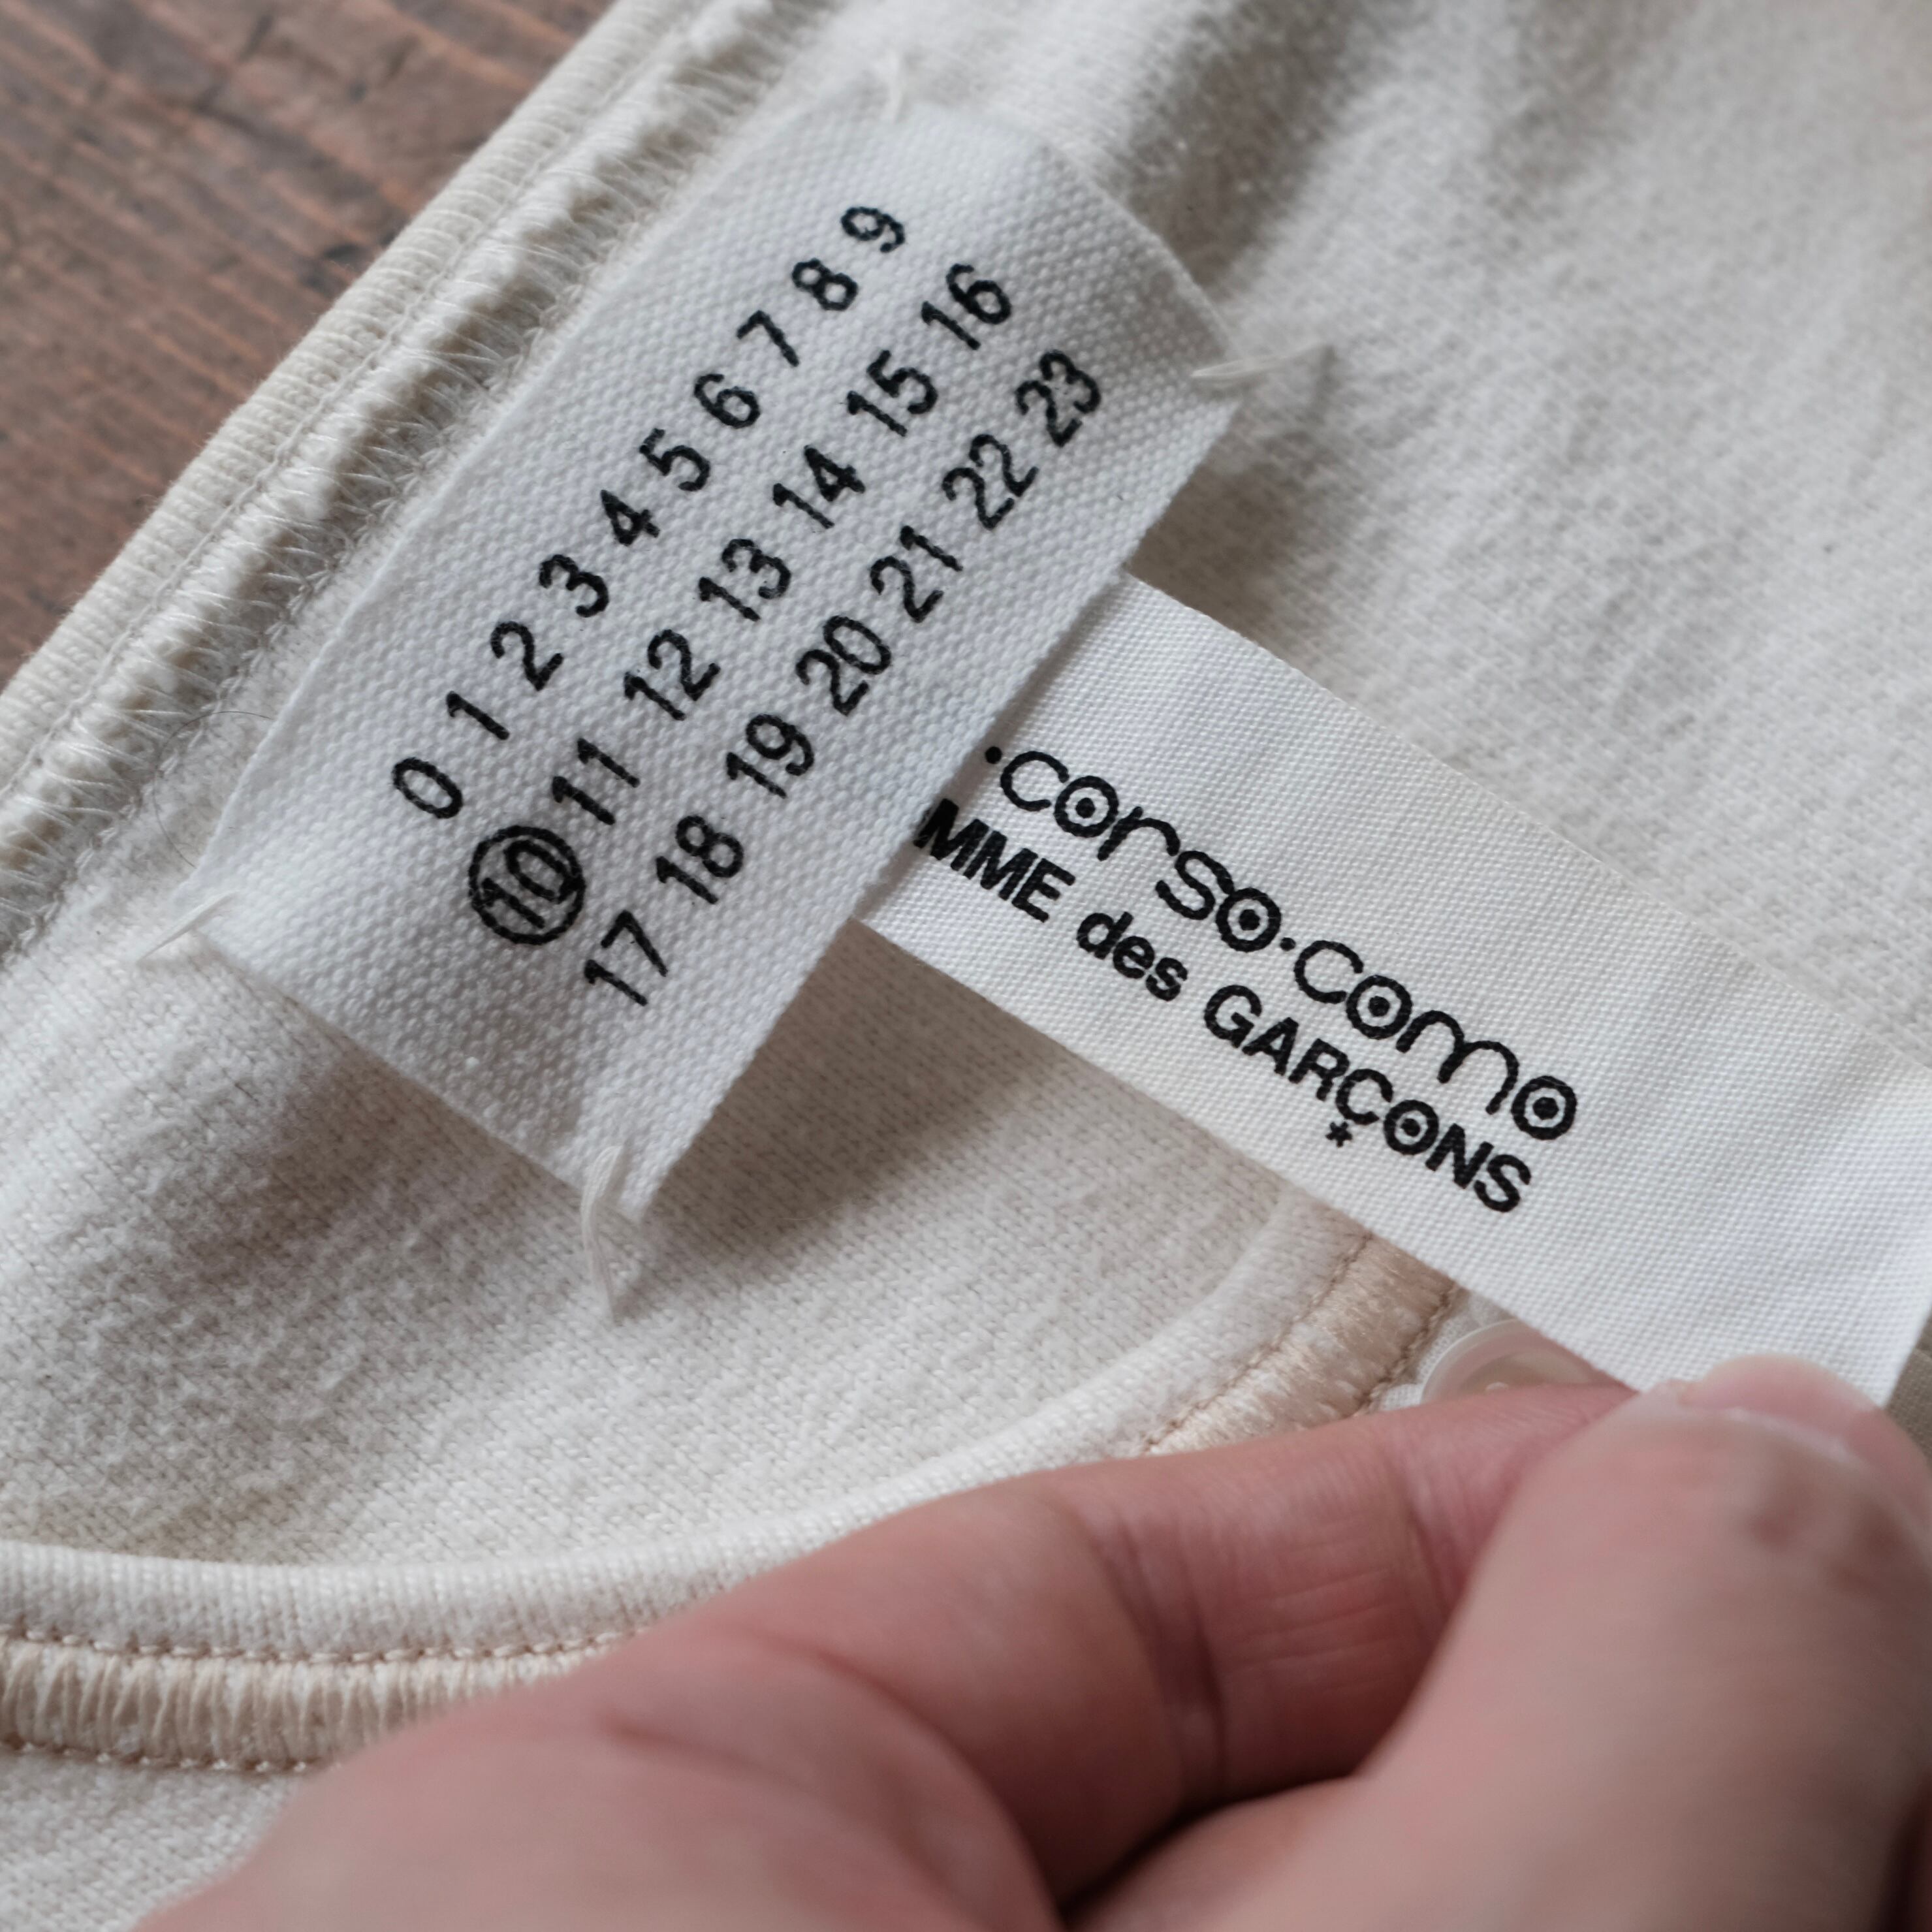 0 1 2 3 4 5 6 7 8 9
10 11 12 13 14 15 16
17 18 19 20 21 22 23
·corso·como
MME des GARÇONS
*